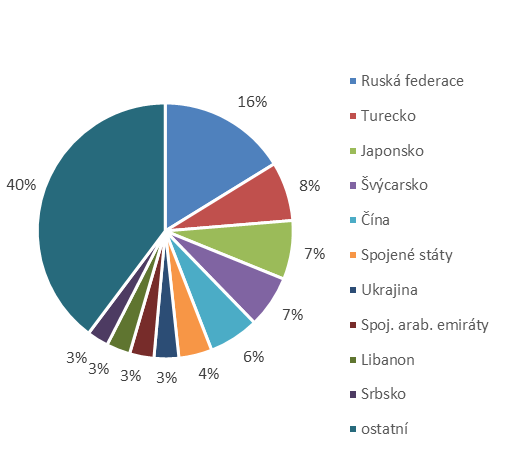 16%
8%
7%
7%
6%
4%
3%
3%
3%
3%
40%
Ruská federace
Turecko
Japonsko
Švýcarsko
Čína
Spojené státy
Ukrajina
Spoj. arab. emiráty
Libanon
Srbsko
ostatní